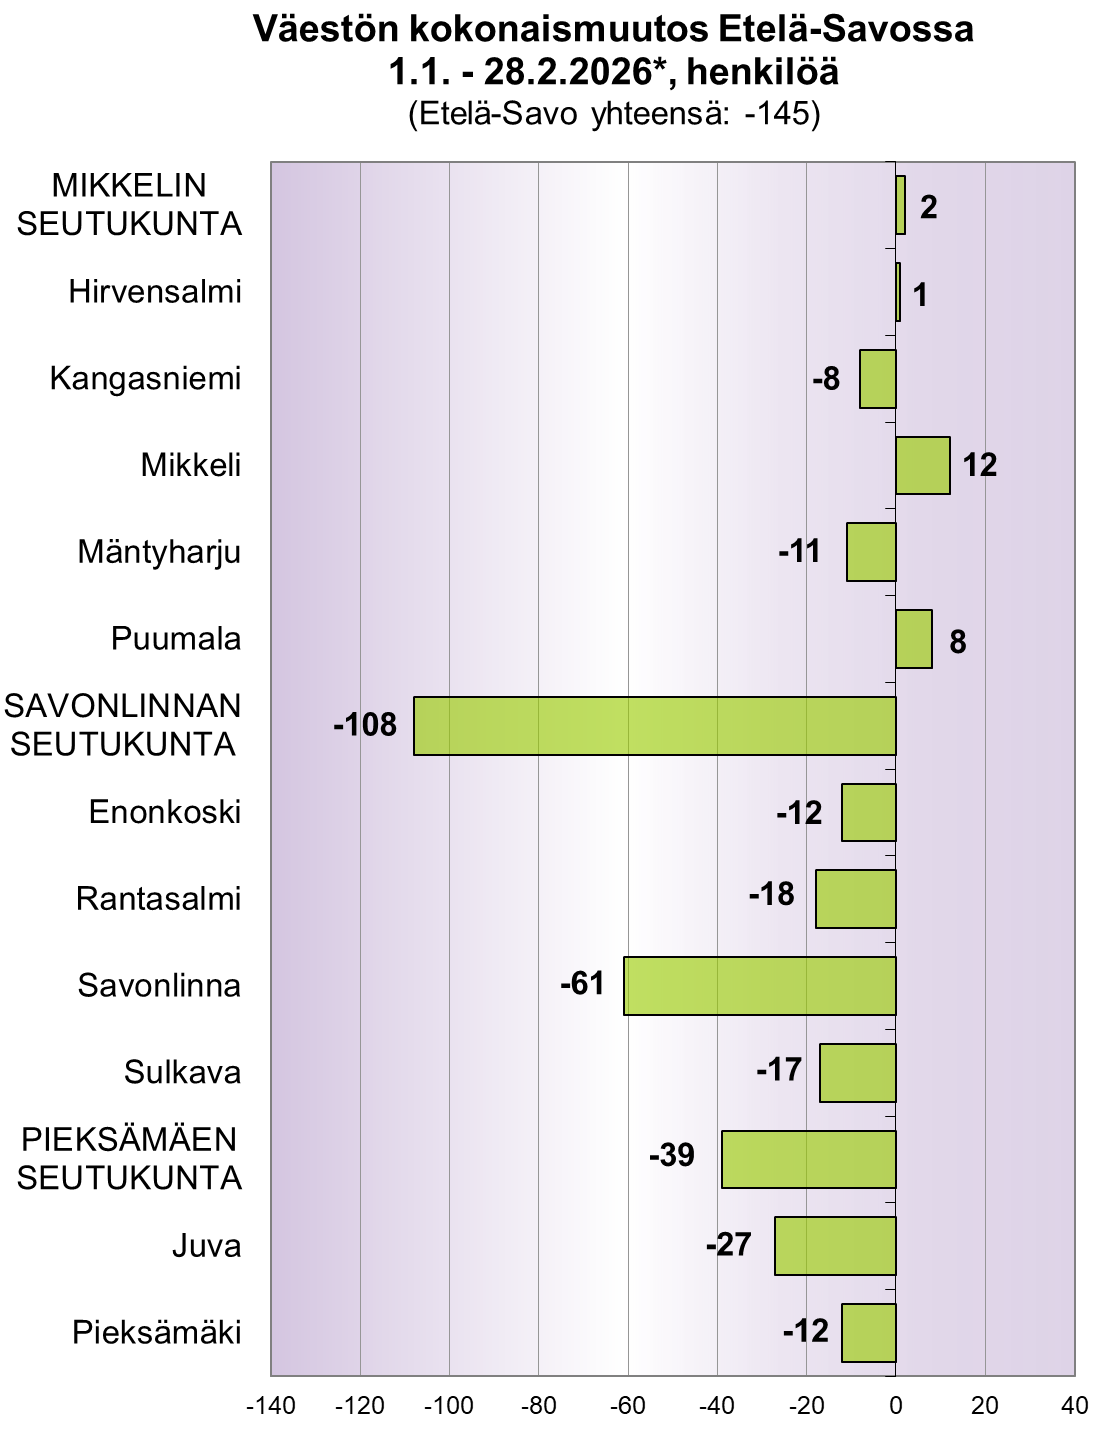 Väestön kokonaismuutos Etelä-Savossa
1.1. - 28.2.2026*, henkilöä
(Etelä-Savo yhteensä: -145)
MIKKELIN
SEUTUKUNTA
2
Hirvensalmi
1
Kangasniemi
-8
Mikkeli
12
Mäntyharju
-11
Puumala
8
SAVONLINNAN
SEUTUKUNTA
-108
Enonkoski
-12
Rantasalmi
-18
Savonlinna
-61
Sulkava
-17
PIEKSÄMÄEN
SEUTUKUNTA
-39
Juva
-27
Pieksämäki
-12
-140 -120 -100 -80 -60 -40 -20 0 20 40